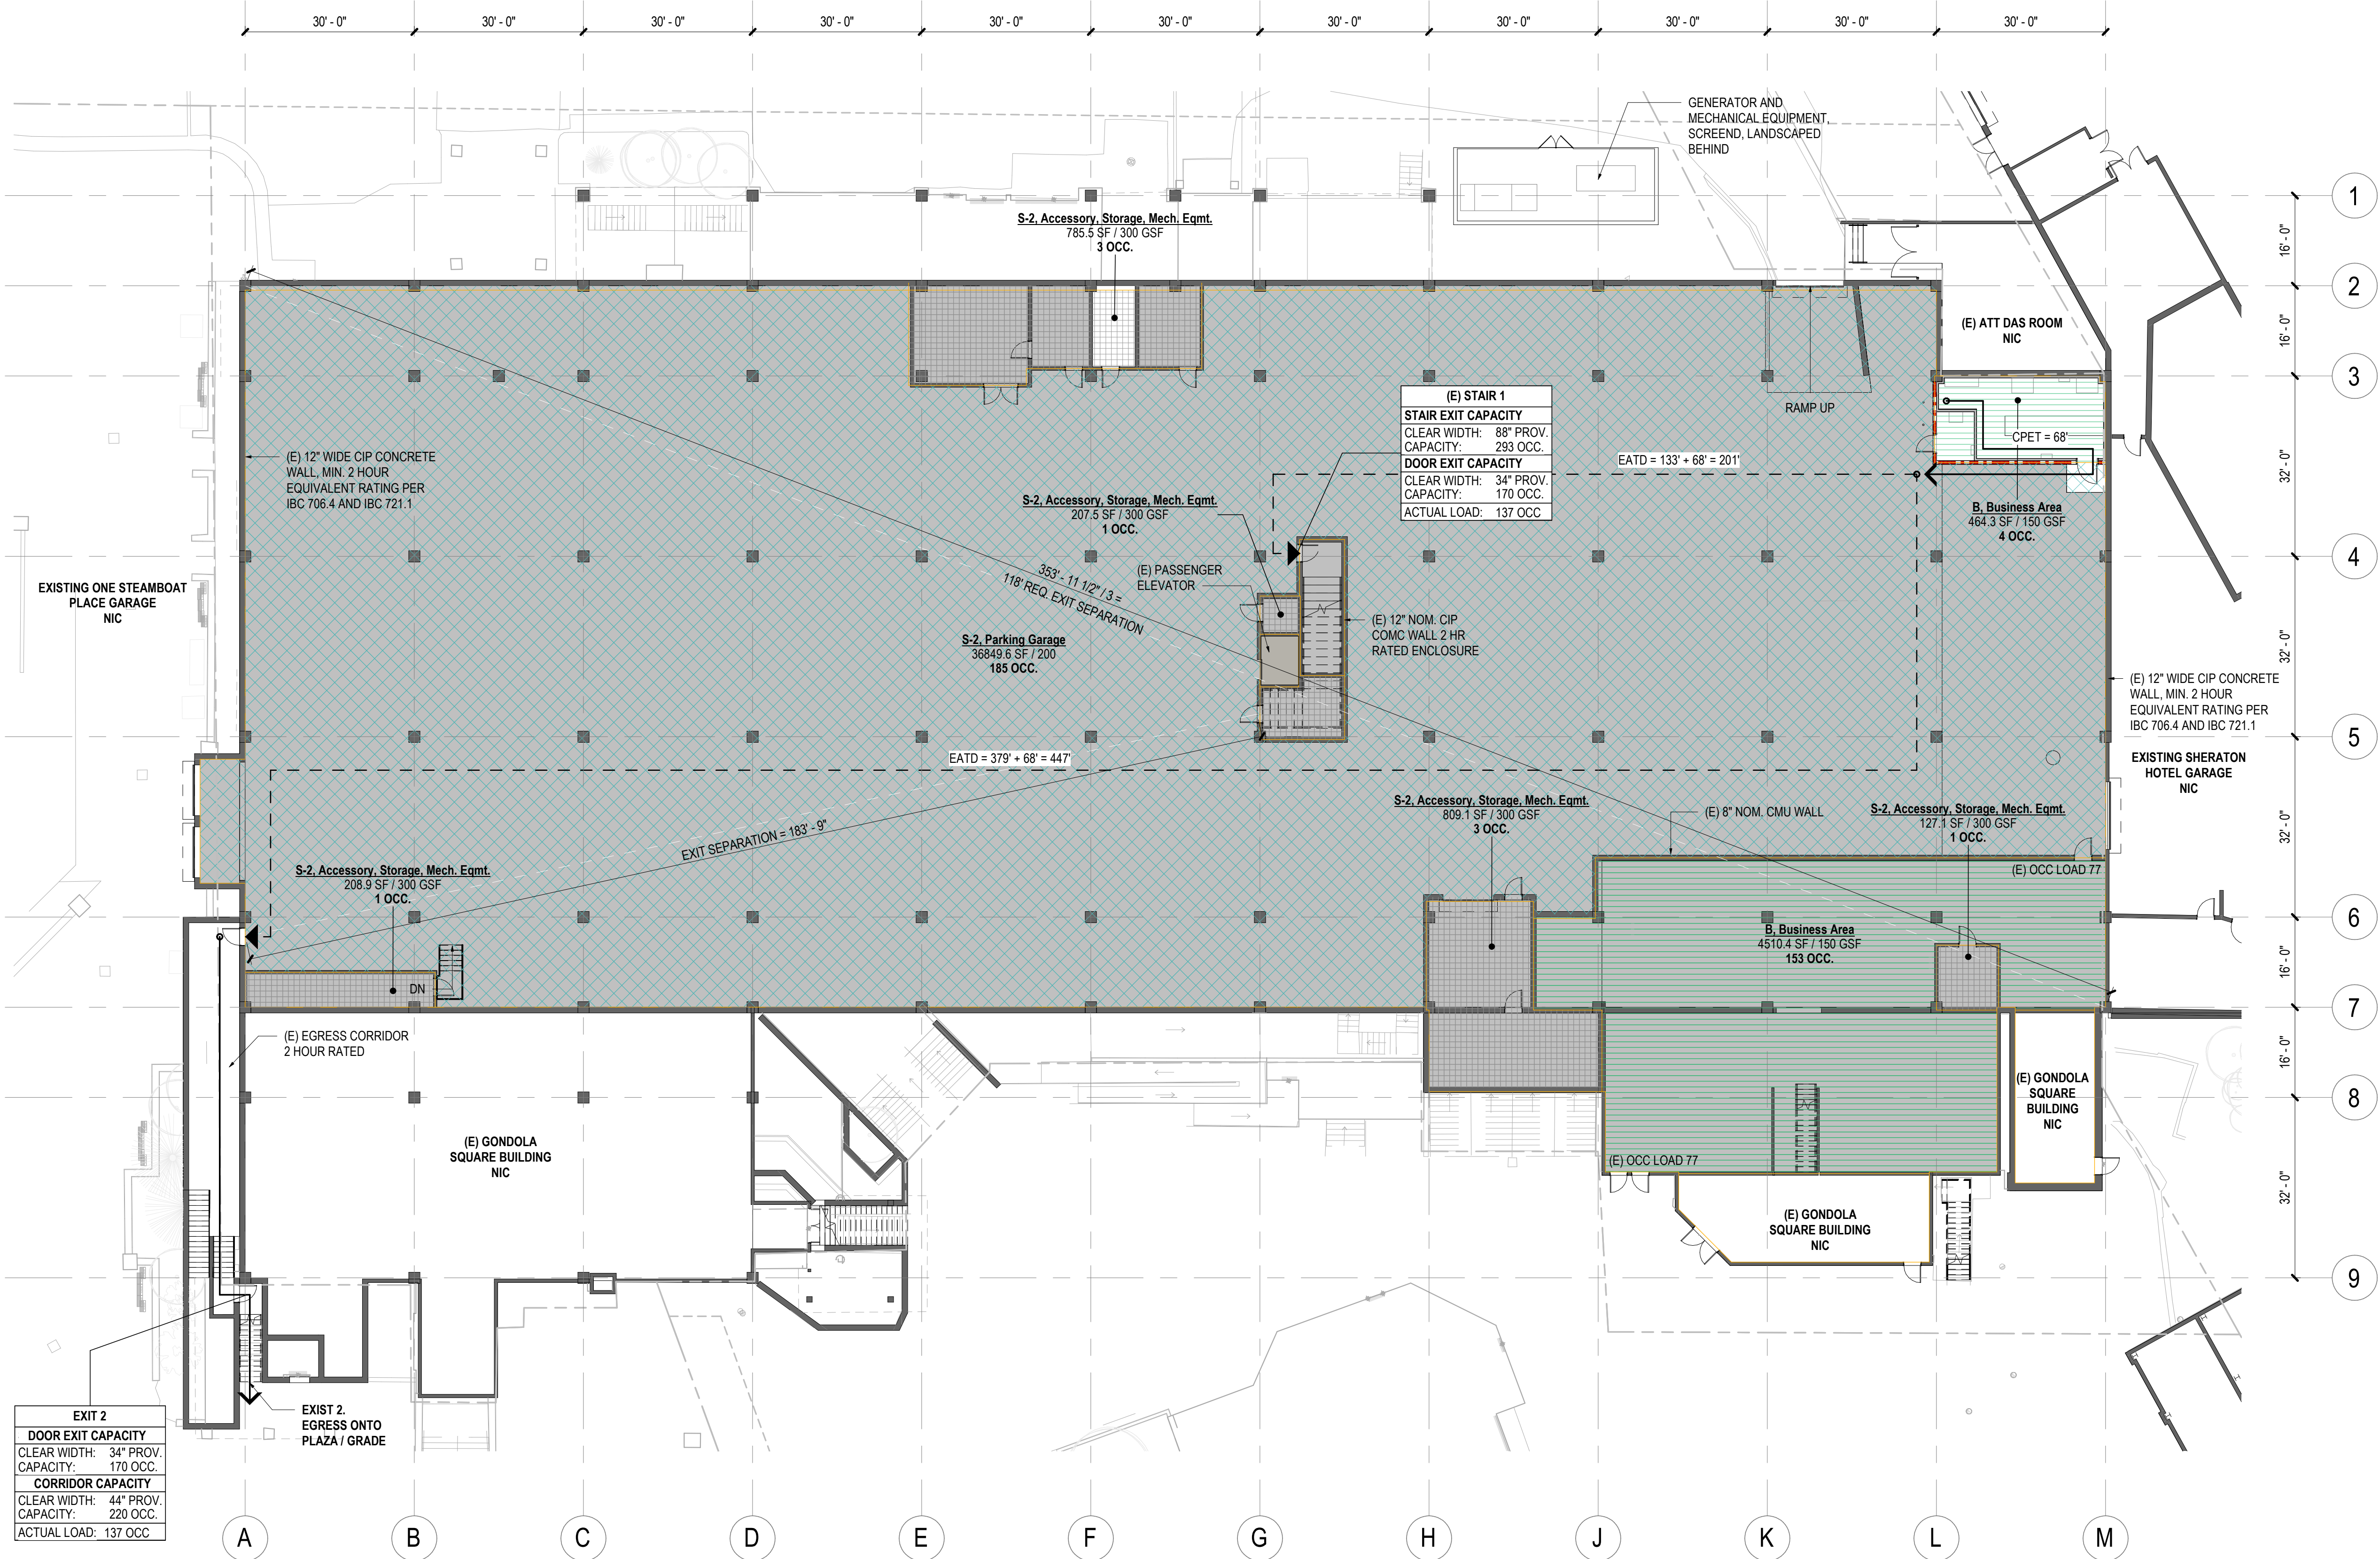 30' - 0"
30' - 0"
30' - 0"
30' - 0"
30' - 0"
30' - 0"
30' - 0"
30' - 0"
30' - 0"
30' - 0"
30' - 0"
GENERATOR AND
MECHANICAL EQUIPMENT,
SCREEND, LANDSCAPED
BEHIND
1
16' - 0"
S-2, Accessory, Storage, Mech. Eqmt.
785.5 SF / 300 GSF
3 OCC.
2
(E) ATT DAS ROOM
NIC
16' - 0"
3
RAMP UP
(E) STAIR 1
STAIR EXIT CAPACITY
CLEAR WIDTH: 88" PROV.
CAPACITY: 293 OCC.
DOOR EXIT CAPACITY
CLEAR WIDTH: 34" PROV.
CAPACITY: 170 OCC.
ACTUAL LOAD: 137 OCC
CPET = 68'
EATD = 133' + 68' = 201'
32' - 0"
(E) 12" WIDE CIP CONCRETE
WALL, MIN. 2 HOUR
EQUIVALENT RATING PER
IBC 706.4 AND IBC 721.1
S-2, Accessory, Storage, Mech. Eqmt.
207.5 SF / 300 GSF
1 OCC.
B, Business Area
464.3 SF / 150 GSF
4 OCC.
4
EXISTING ONE STEAMBOAT
PLACE GARAGE
NIC
353' - 11 1/2" / 3 =
118' REQ. EXIT SEPARATION
(E) PASSENGER
ELEVATOR
(E) 12" NOM. CIP
COMC WALL 2 HR
RATED ENCLOSURE
S-2, Parking Garage
36849.6 SF / 200
185 OCC.
32' - 0"
(E) 12" WIDE CIP CONCRETE
WALL, MIN. 2 HOUR
EQUIVALENT RATING PER
IBC 706.4 AND IBC 721.1
5
EATD = 379' + 68' = 447'
EXISTING SHERATON
HOTEL GARAGE
NIC
EXIT SEPARATION = 183' - 9"
S-2, Accessory, Storage, Mech. Eqmt.
809.1 SF / 300 GSF
3 OCC.
(E) 8" NOM. CMU WALL
S-2, Accessory, Storage, Mech. Eqmt.
127.1 SF / 300 GSF
1 OCC.
32' - 0"
S-2, Accessory, Storage, Mech. Eqmt.
208.9 SF / 300 GSF
1 OCC.
(E) OCC LOAD 77
6
B, Business Area
4510.4 SF / 150 GSF
153 OCC.
16' - 0"
DN
7
(E) EGRESS CORRIDOR
2 HOUR RATED
16' - 0"
(E) GONDOLA
SQUARE
BUILDING
NIC
8
(E) GONDOLA
SQUARE BUILDING
NIC
(E) OCC LOAD 77
32' - 0"
(E) GONDOLA
SQUARE BUILDING
NIC
9
EXIT 2
DOOR EXIT CAPACITY
CLEAR WIDTH: 34" PROV.
CAPACITY: 170 OCC.
CORRIDOR CAPACITY
CLEAR WIDTH: 44" PROV.
CAPACITY: 220 OCC.
ACTUAL LOAD: 137 OCC
EXIST 2.
EGRESS ONTO
PLAZA / GRADE
A
B
C
D
E
F
G
H
J
K
L
M